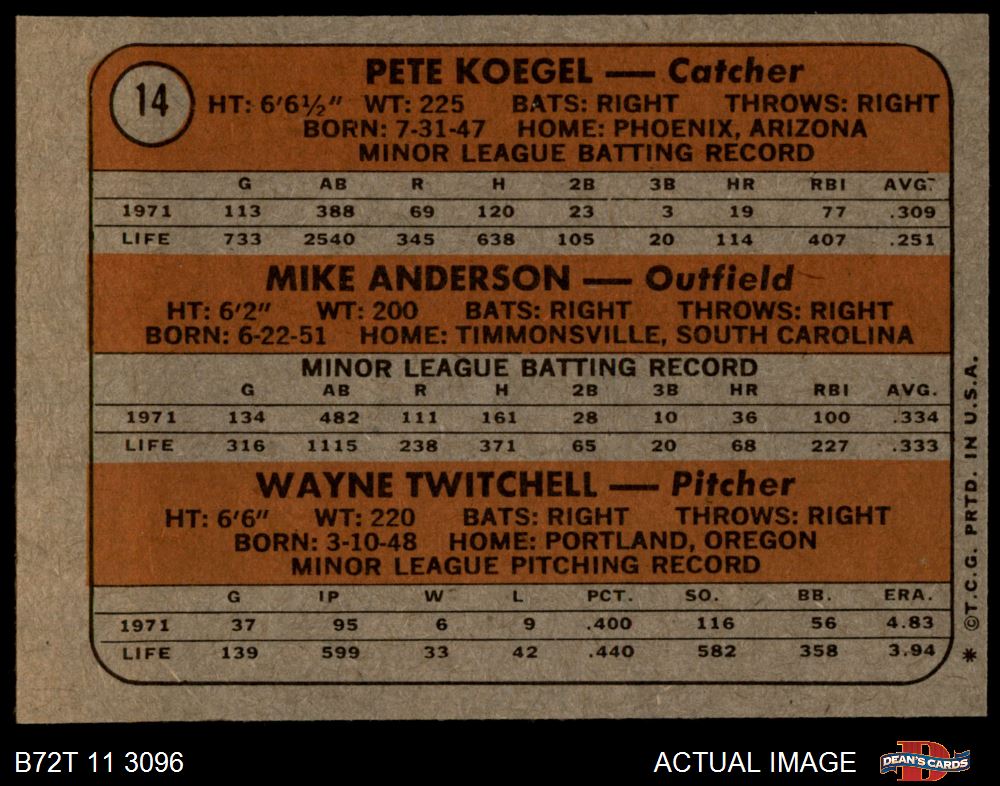 14
PETE KOEGEL — Catcher
HT: 6'6½" WT: 225 BATS: RIGHT THROWS: RIGHT
BORN: 7-31-47 HOME: PHOENIX, ARIZONA
MINOR LEAGUE BATTING RECORD
G AB R H 2B 3B HR RBI AVG.
1971 113 388 69 120 23 3 19 77 .309
LIFE 733 2540 345 638 105 20 114 407 .251
MIKE ANDERSON — Outfield
HT: 6'2" WT: 200 BATS: RIGHT THROWS: RIGHT
BORN: 6-22-51 HOME: TIMMONSVILLE, SOUTH CAROLINA
MINOR LEAGUE BATTING RECORD
G AB R H 2B 3B HR RBI AVG.
1971 134 482 111 161 28 10 36 100 .334
LIFE 316 1115 238 371 65 20 68 227 .333
WAYNE TWITCHELL — Pitcher
HT: 6'6" WT: 220 BATS: RIGHT THROWS: RIGHT
BORN: 3-10-48 HOME: PORTLAND, OREGON
MINOR LEAGUE PITCHING RECORD
G IP W L PCT. SO. BB. ERA.
1971 37 95 6 9 .400 116 56 4.83
LIFE 139 599 33 42 .440 582 358 3.94
* ©T.C.G. PRTD. IN U.S.A.
B72T 11 3096 ACTUAL IMAGE
D
DEAN'S CARDS